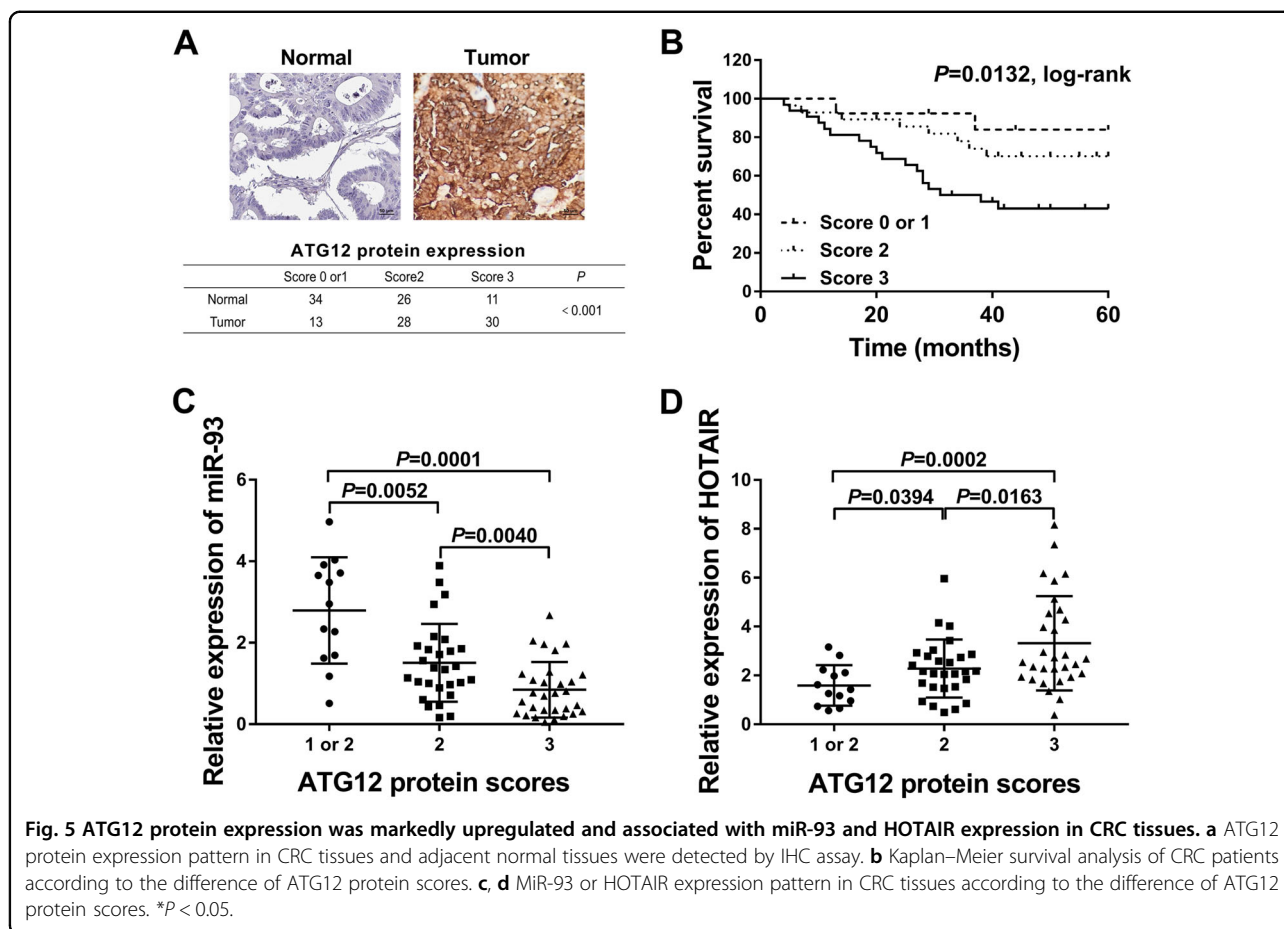 A
Normal
Tumor
50 μm
ATG12 protein expression
Score 0 or1 Score2 Score 3 P
Normal 34 26 11
< 0.001
Tumor 13 28 30
B
P=0.0132, log-rank
Percent survival
120
100
80
60
40
20
0
Score 0 or 1
Score 2
Score 3
0 20 40 60
Time (months)
C
Relative expression of miR-93
P=0.0001
P=0.0052
P=0.0040
6
4
2
0
1 or 2 2 3
ATG12 protein scores
D
Relative expression of HOTAIR
P=0.0002
P=0.0394 P=0.0163
10
8
6
4
2
0
1 or 2 2 3
ATG12 protein scores
Fig. 5 ATG12 protein expression was markedly upregulated and associated with miR-93 and HOTAIR expression in CRC tissues. a ATG12
protein expression pattern in CRC tissues and adjacent normal tissues were detected by IHC assay. b Kaplan–Meier survival analysis of CRC patients
according to the difference of ATG12 protein scores. c, d MiR-93 or HOTAIR expression pattern in CRC tissues according to the difference of ATG12
protein scores. *P < 0.05.